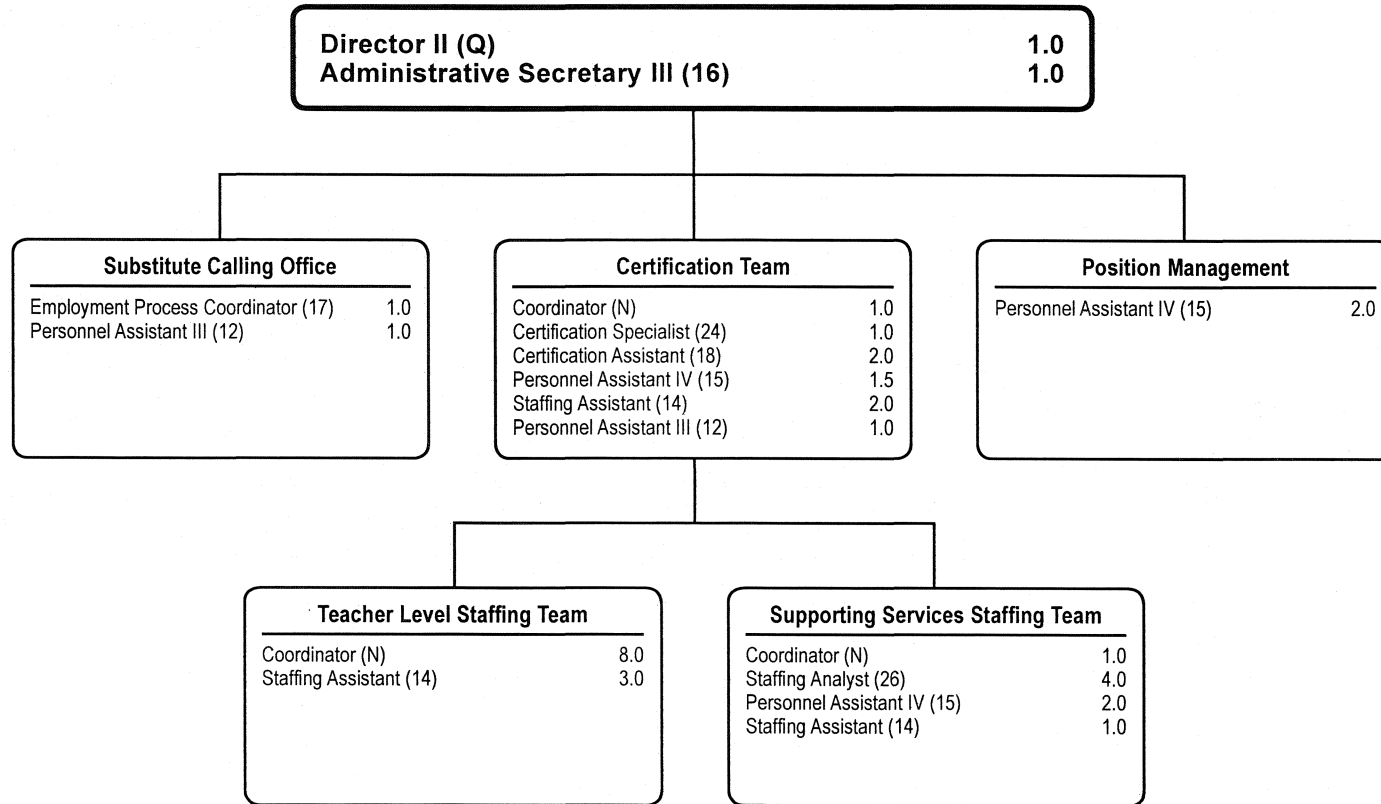 Director II (Q) 1.0
Administrative Secretary III (16) 1.0
Substitute Calling Office
Employment Process Coordinator (17) 1.0
Personnel Assistant III (12) 1.0
Certification Team
Coordinator (N) 1.0
Certification Specialist (24) 1.0
Certification Assistant (18) 2.0
Personnel Assistant IV (15) 1.5
Staffing Assistant (14) 2.0
Personnel Assistant III (12) 1.0
Position Management
Personnel Assistant IV (15) 2.0
Teacher Level Staffing Team
Coordinator (N) 8.0
Staffing Assistant (14) 3.0
Supporting Services Staffing Team
Coordinator (N) 1.0
Staffing Analyst (26) 4.0
Personnel Assistant IV (15) 2.0
Staffing Assistant (14) 1.0